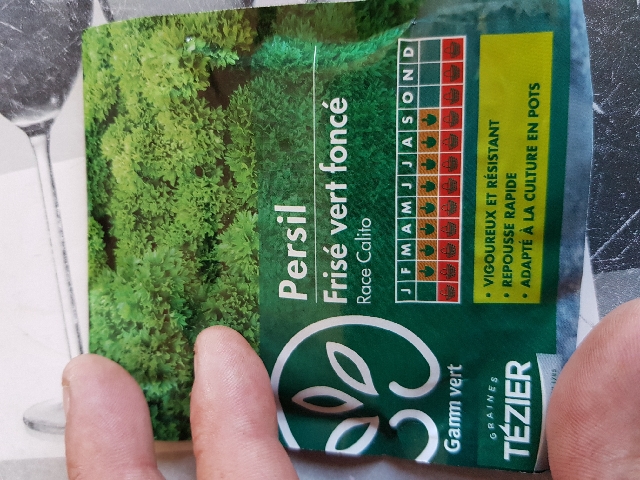 Persil
Frisé vert foncé
Race Calito
J F M A M J J A S O N D
• VIGOUREUX ET RÉSISTANT
• REPOUSSE RAPIDE
• ADAPTÉ À LA CULTURE EN POTS
Gamm vert
GRAINES
TÉZIER